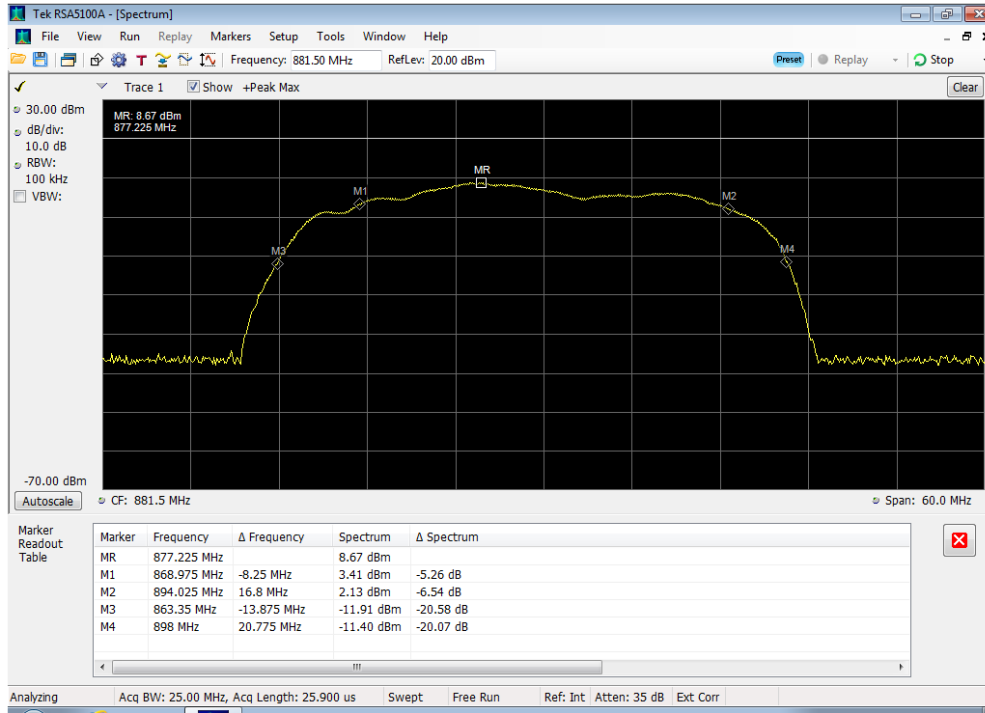 Tek RSA5100A - [Spectrum]
File View Run Replay Markers Setup Tools Window Help
T Frequency: 881.50 MHz RefLev: 20.00 dBm Preset Replay Stop
Trace 1 Show +Peak Max Clear
30.00 dBm
dB/div:
10.0 dB
RBW:
100 kHz
VBW:
MR: 8.67 dBm
877.225 MHz
MR
M1
M2
M3
M4
-70.00 dBm
Autoscale CF: 881.5 MHz Span: 60.0 MHz
Marker
Readout
Table
Marker Frequency Δ Frequency Spectrum Δ Spectrum
MR 877.225 MHz 8.67 dBm
M1 868.975 MHz -8.25 MHz 3.41 dBm -5.26 dB
M2 894.025 MHz 16.8 MHz 2.13 dBm -6.54 dB
M3 863.35 MHz -13.875 MHz -11.91 dBm -20.58 dB
M4 898 MHz 20.775 MHz -11.40 dBm -20.07 dB
Analyzing Acq BW: 25.00 MHz, Acq Length: 25.900 us Swept Free Run Ref: Int Atten: 35 dB Ext Corr